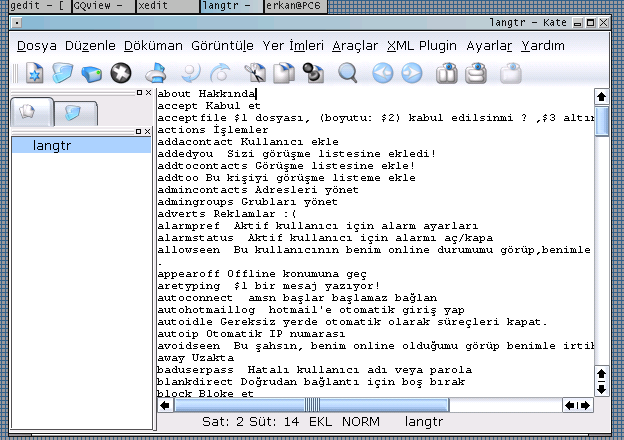 gedit - [
GQview -
xedit
langtr -
erkan@PC6
langtr - Kate
Dosya Düzenle Döküman Görüntüle Yer İmleri Araçlar XML Plugin Ayarlar Yardım
langtr
about Hakkında
accept Kabul et
acceptfile $1 dosyası, (boyutu: $2) kabul edilsinmi ? ,$3 altın
actions İşlemler
addacontact Kullanıcı ekle
addedyou  Sizi görüşme listesine ekledi!
addtocontacts Görüşme listesine ekle!
addtoo Bu kişiyi görüşme listeme ekle
admincontacts Adresleri yönet
admingroups Grubları yönet
adverts Reklamlar :(
alarmpref  Aktif kullanıcı için alarm ayarları
alarmstatus  Aktif kullanıcı için alarmı aç/kapa
allowseen  Bu kullanıcının benim online durumumu görüp,benimle
.
appearoff Offline konumuna geç
aretyping  $1 bir mesaj yazıyor!
autoconnect  amsn başlar başlamaz bağlan
autohotmaillog  hotmail'e otomatik giriş yap
autoidle Gereksiz yerde otomatik olarak süreçleri kapat.
autoip Otomatik IP numarası
avoidseen  Bu şahsın, benim online olduğumu görüp benimle irtib
away Uzakta
baduserpass  Hatalı kullanıcı adı veya parola
blankdirect Doğrudan bağlantı için boş bırak
block Bloke et
Sat: 2 Süt: 14 EKL NORM langtr